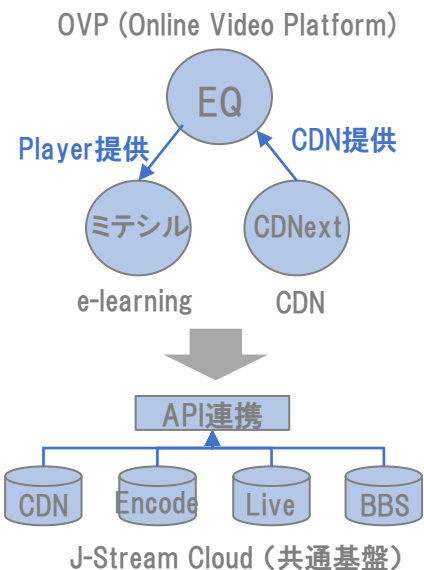 OVP (Online Video Platform)
EQ
Player提供
CDN提供
ミテシル
CDNext
e-learning
CDN
API連携
CDN
Encode
Live
BBS
J-Stream Cloud (共通基盤)